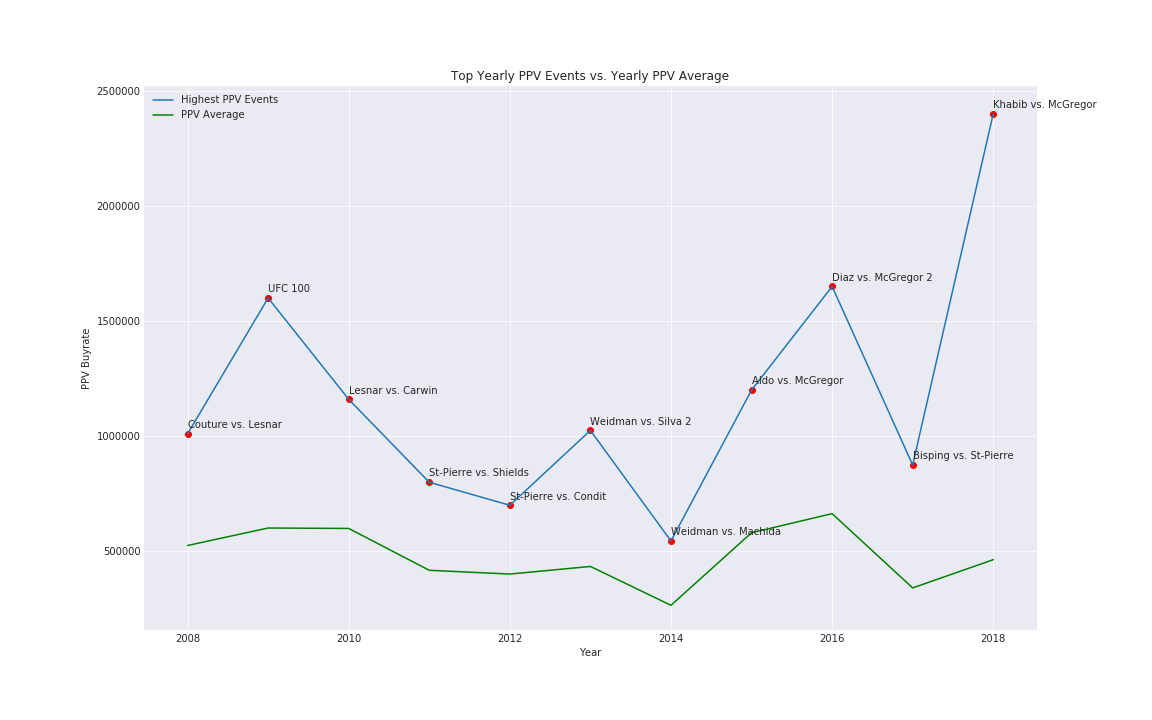 Top Yearly PPV Events vs. Yearly PPV Average
2500000
Highest PPV Events
PPV Average
Khabib vs. McGregor
2000000
Diaz vs. McGregor 2
UFC 100
1500000
Aldo vs. McGregor
Lesnar vs. Carwin
PPV Buyrate
Couture vs. Lesnar
Weidman vs. Silva 2
1000000
Bisping vs. St-Pierre
St-Pierre vs. Shields
St-Pierre vs. Condit
Weidman vs. Machida
500000
2008 2010 2012 2014 2016 2018
Year